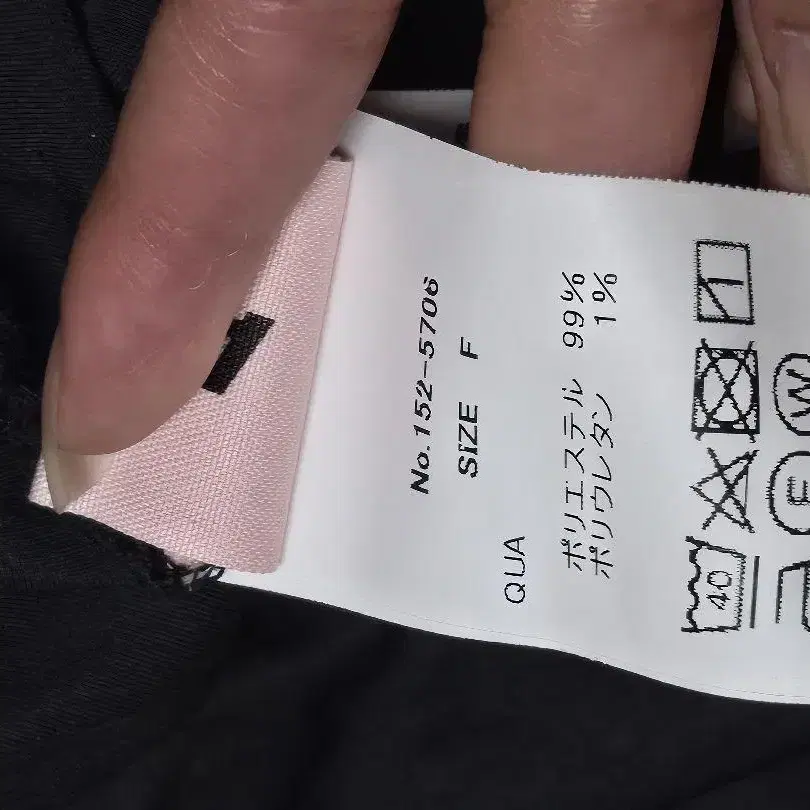 No.152-5706
SIZE F
QUA
ポリエステル 99%
ポリウレタン 1%
40
W
F